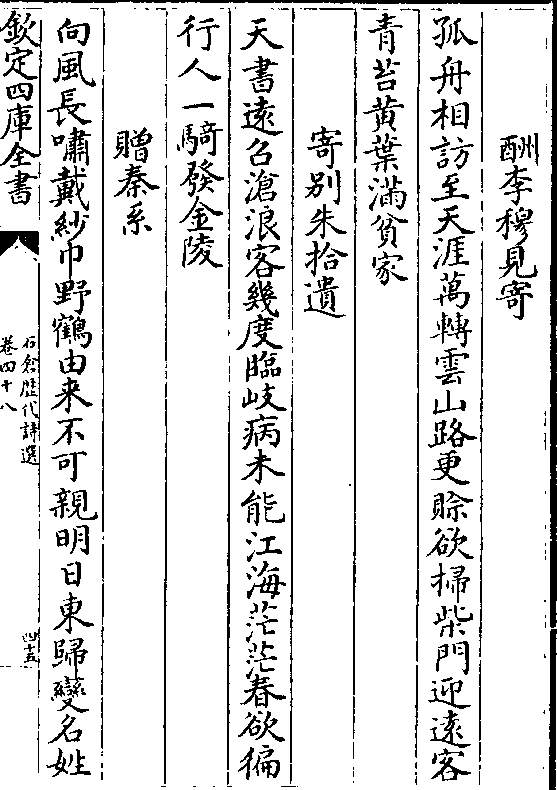 酬李穆見寄
孤舟相訪至天涯萬轉雲山路更賒欲掃柴門迎遠客
青苔黄葉滿貧家
寄别朱拾遺
天書遠召滄浪客幾度臨岐病未能江海茫茫春欲徧
行人一騎發金陵
贈秦系
向風長嘯戴紗巾野鶴由来不可親明日東歸變名姓
欽定四庫全書
石倉歷代詩選
卷四十八
四十五